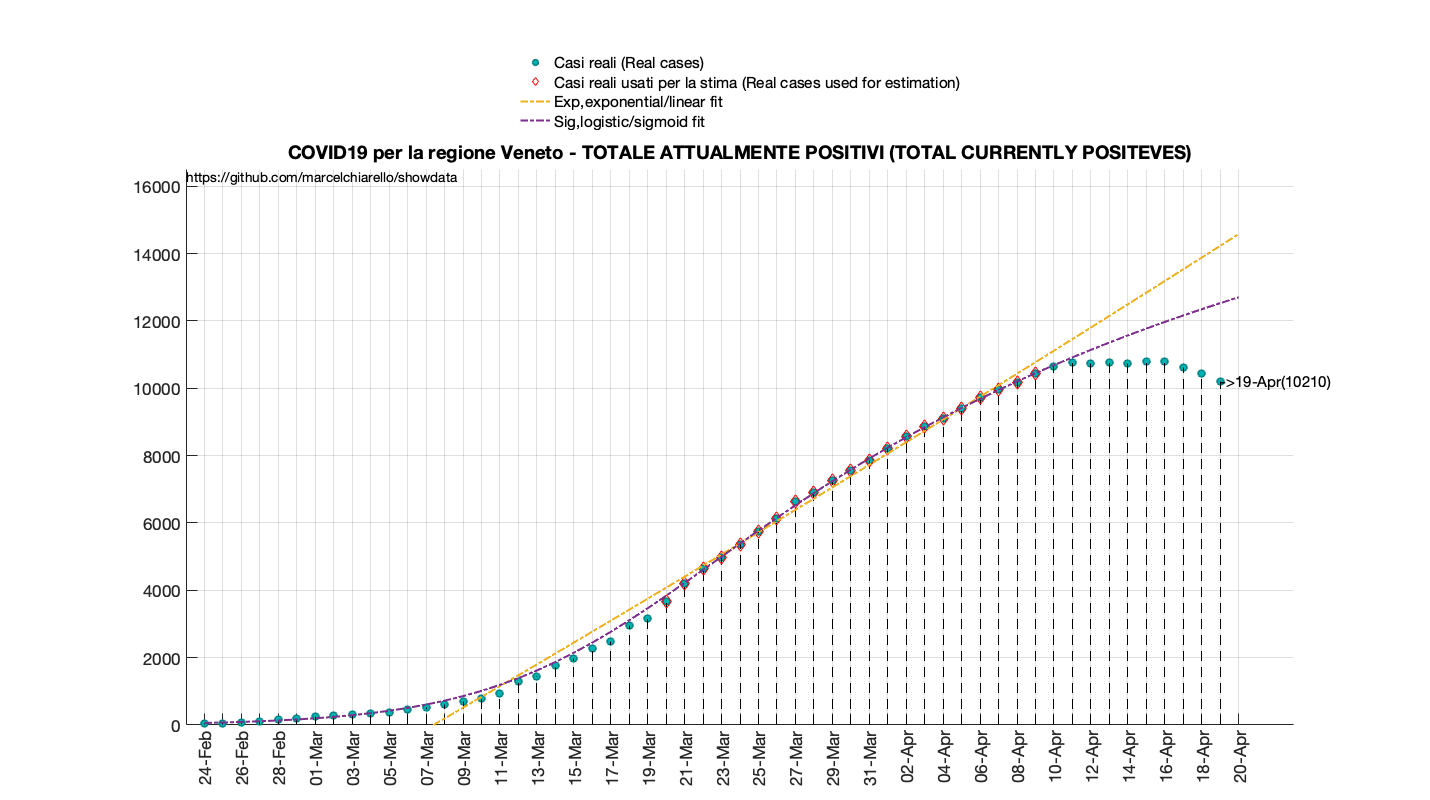 Casi reali (Real cases)
Casi reali usati per la stima (Real cases used for estimation)
Exp,exponential/linear fit
Sig,logistic/sigmoid fit
COVID19 per la regione Veneto - TOTALE ATTUALMENTE POSITIVI (TOTAL CURRENTLY POSITEVES)
https://github.com/marcelchiarello/showdata
16000
14000
12000
10000
8000
6000
4000
2000
0
>19-Apr(10210)
24-Feb
26-Feb
28-Feb
01-Mar
03-Mar
05-Mar
07-Mar
09-Mar
11-Mar
13-Mar
15-Mar
17-Mar
19-Mar
21-Mar
23-Mar
25-Mar
27-Mar
29-Mar
31-Mar
02-Apr
04-Apr
06-Apr
08-Apr
10-Apr
12-Apr
14-Apr
16-Apr
18-Apr
20-Apr